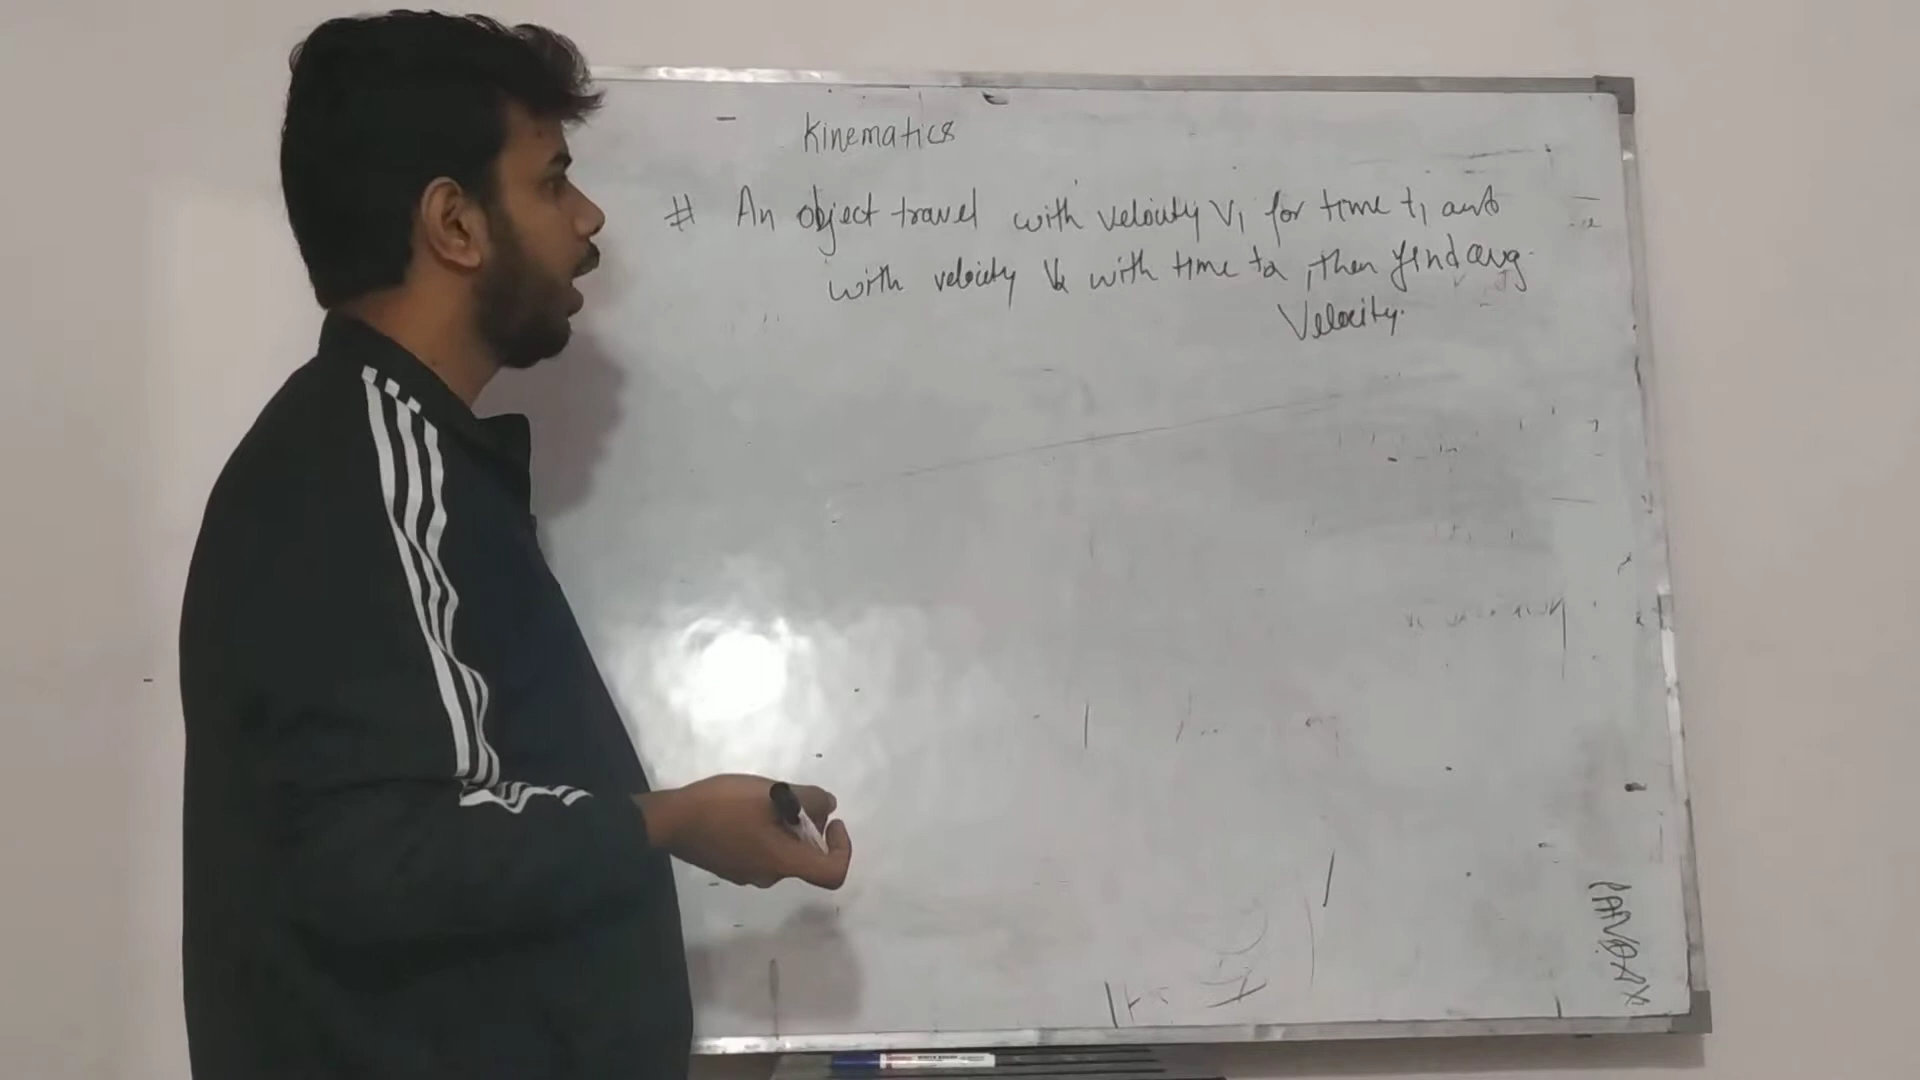 Kinematics
# An object travel with velocity V₁ for time t₁ and
with velocity V₂ with time t₂, then find avg.
Velocity.
PANDAX